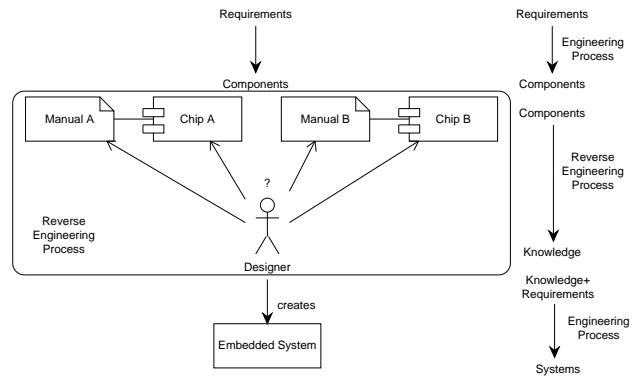 Requirements
Components
Manual A
Chip A
Manual B
Chip B
?
Reverse
Engineering
Process
Designer
creates
Embedded System
Requirements
Engineering
Process
Components
Components
Reverse
Engineering
Process
Knowledge
Knowledge+
Requirements
Engineering
Process
Systems